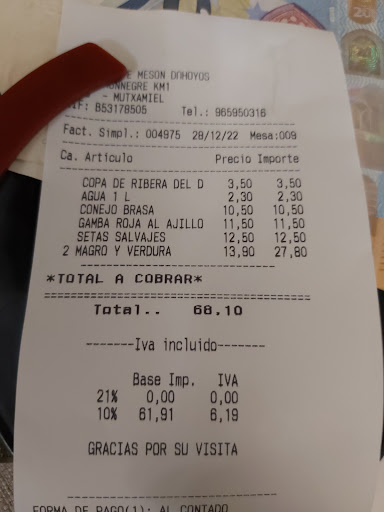 E MESON DAHOYOS
ONNEGRE KM1
- MUTXAMIEL
IF: B53178505 Tel.: 965950316
Fact. Simpl.: 004975 28/12/22 Mesa:009
Ca. Artículo Precio Importe
COPA DE RIBERA DEL D 3,50 3,50
AGUA 1 L 2,30 2,30
CONEJO BRASA 10,50 10,50
GAMBA ROJA AL AJILLO 11,50 11,50
SETAS SALVAJES 12,50 12,50
2 MAGRO Y VERDURA 13,90 27,80
*TOTAL A COBRAR*
Total.. 68.10
-------Iva incluido-------
Base Imp. IVA
21% 0,00 0,00
10% 61,91 6,19
GRACIAS POR SU VISITA
FORMA DE PAGO(1): AL CONTADO